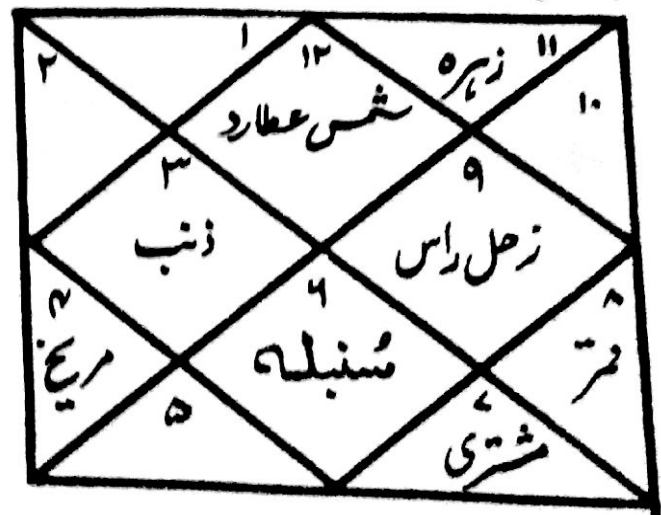 ۱۱ زہرہ ۱۲ ۱ ۲
۱۰ شمس عطارد
۹ ۳
زحل راس ذنب
۸ ۶ ۴
قمر سُنبلہ مریخ
۷ ۵
مشتری